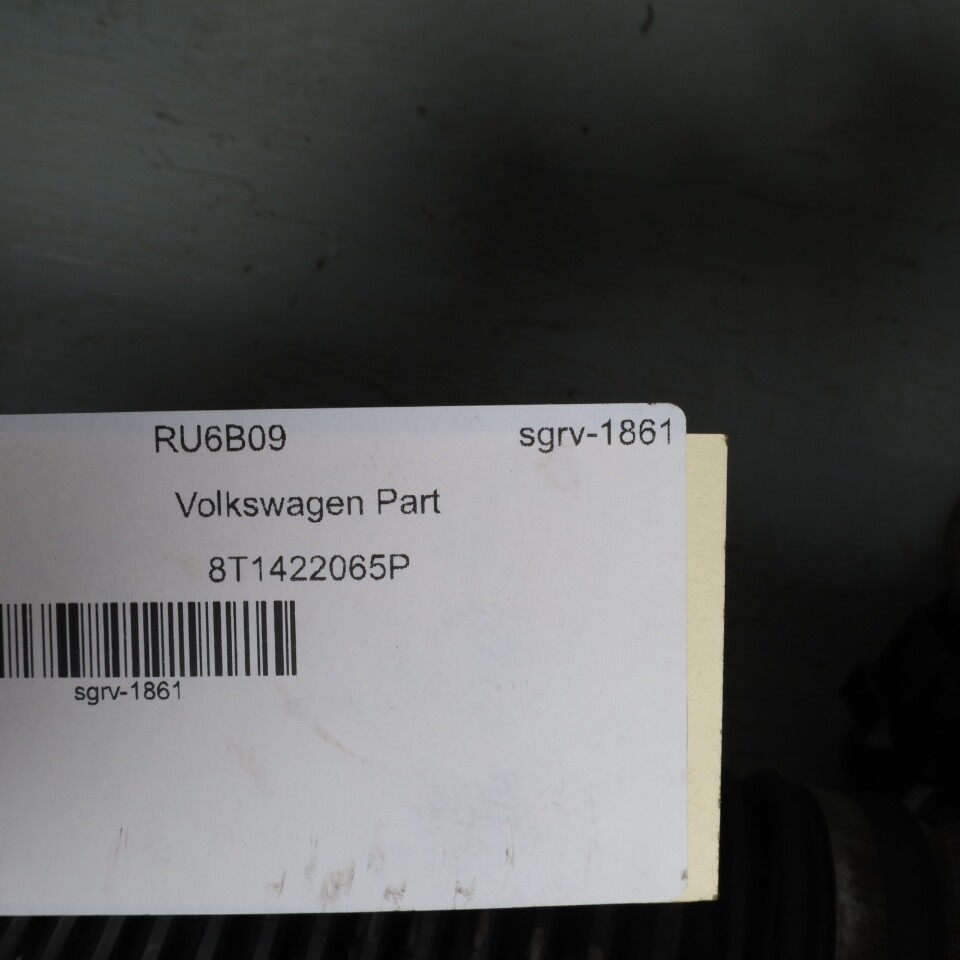 RU6B09 sgrv-1861
Volkswagen Part
8T1422065P
sgrv-1861